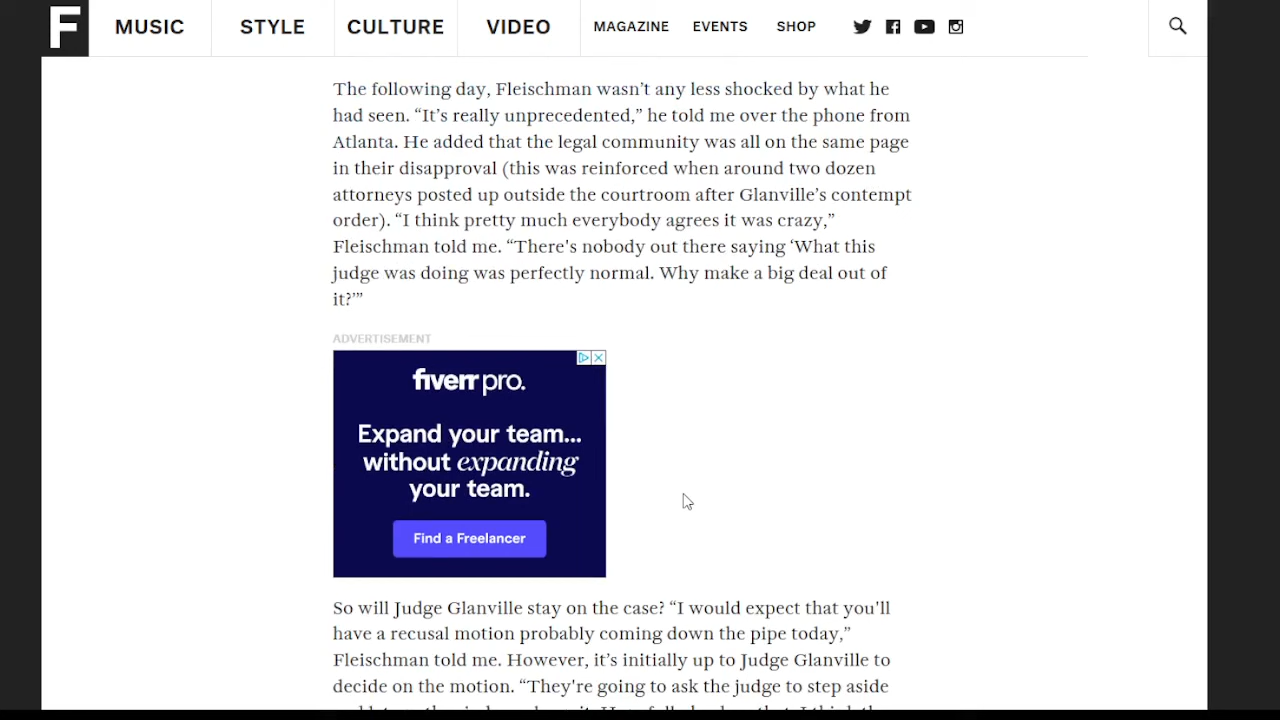 F MUSIC STYLE CULTURE VIDEO MAGAZINE EVENTS SHOP
The following day, Fleischman wasn’t any less shocked by what he
had seen. “It’s really unprecedented,” he told me over the phone from
Atlanta. He added that the legal community was all on the same page
in their disapproval (this was reinforced when around two dozen
attorneys posted up outside the courtroom after Glanville’s contempt
order). “I think pretty much everybody agrees it was crazy,”
Fleischman told me. “There's nobody out there saying ‘What this
judge was doing was perfectly normal. Why make a big deal out of
it?’”
ADVERTISEMENT
fiverr pro.
Expand your team...
without expanding
your team.
Find a Freelancer
So will Judge Glanville stay on the case? “I would expect that you'll
have a recusal motion probably coming down the pipe today,”
Fleischman told me. However, it’s initially up to Judge Glanville to
decide on the motion. “They're going to ask the judge to step aside